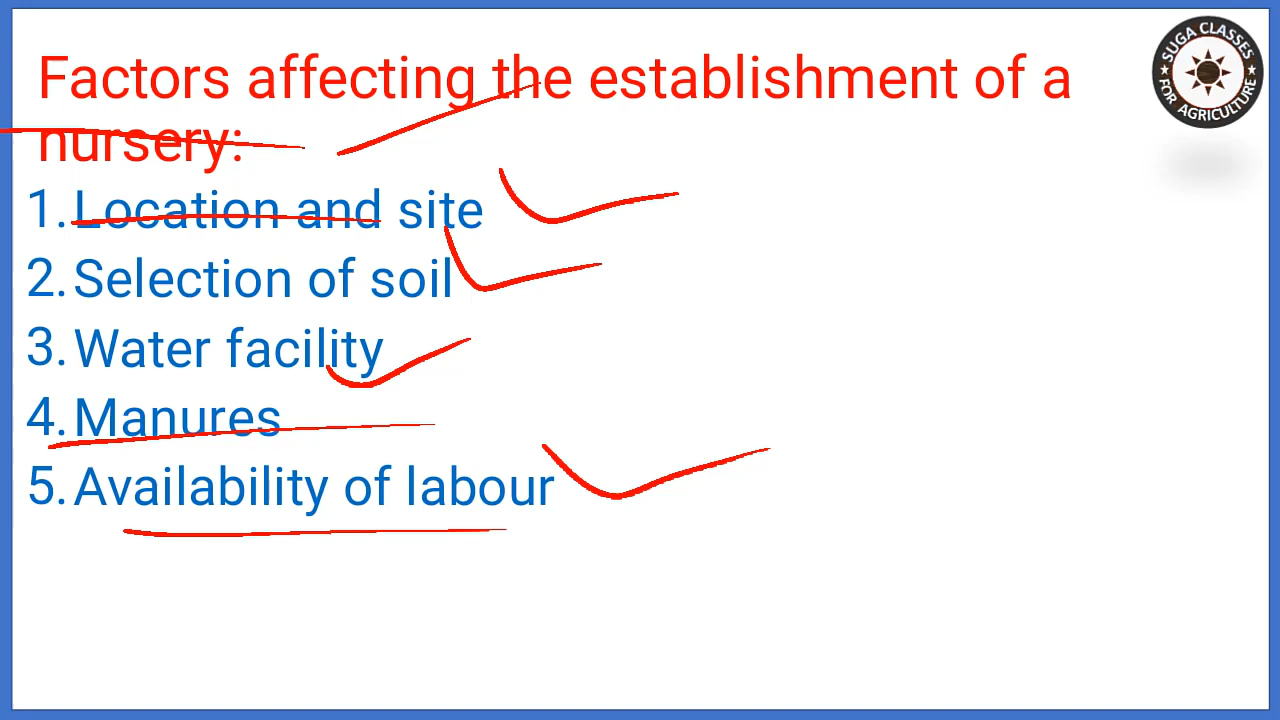 Factors affecting the establishment of a
nursery:
1. Location and site
2. Selection of soil
3. Water facility
4. Manures
5. Availability of labour
SUGA CLASSES
FOR AGRICULTURE